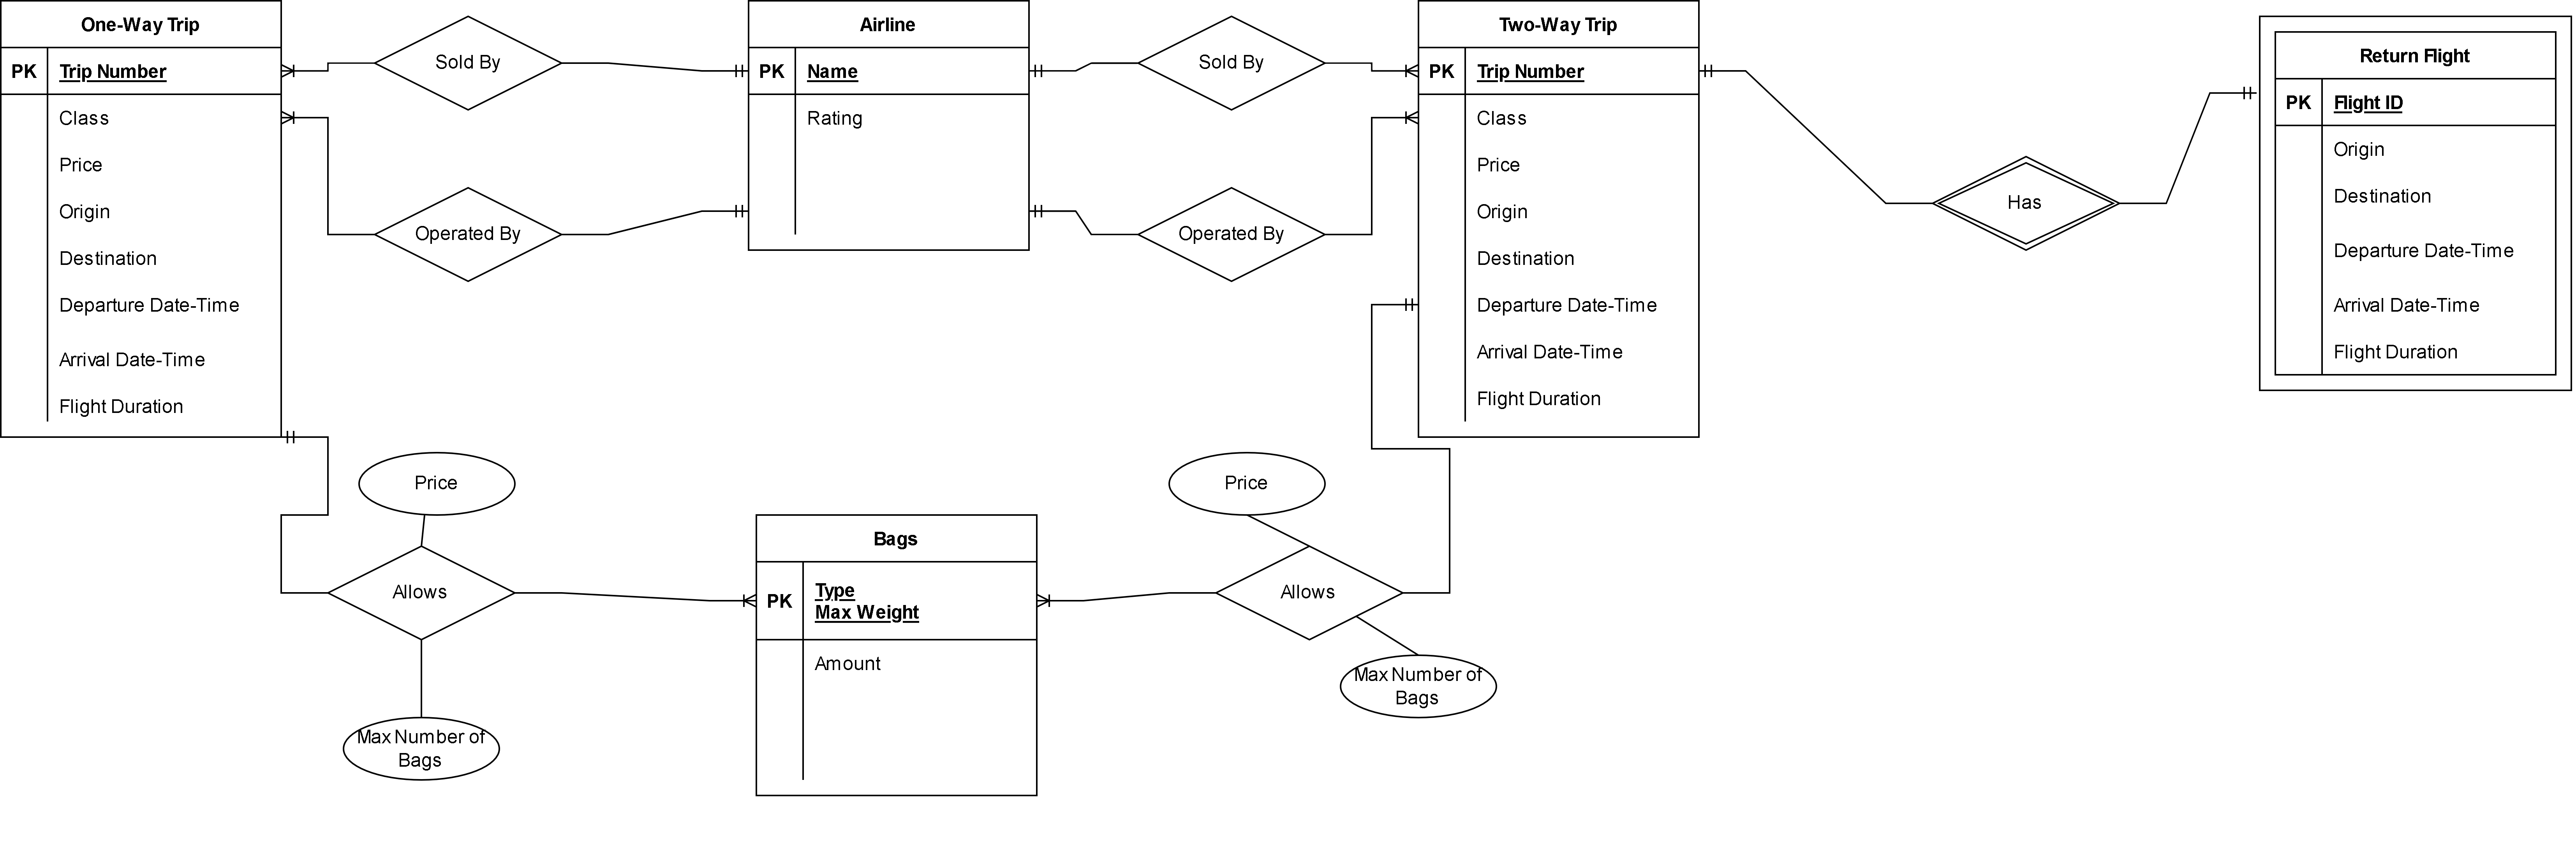 One-Way Trip
PK Trip Number
Class
Price
Origin
Destination
Departure Date-Time
Arrival Date-Time
Flight Duration
Sold By
Operated By
Airline
PK Name
Rating
Sold By
Operated By
Two-Way Trip
PK Trip Number
Class
Price
Origin
Destination
Departure Date-Time
Arrival Date-Time
Flight Duration
Has
Return Flight
PK Flight ID
Origin
Destination
Departure Date-Time
Arrival Date-Time
Flight Duration
Price
Allows
Max Number of
Bags
Bags
PK Type
Max Weight
Amount
Price
Allows
Max Number of
Bags